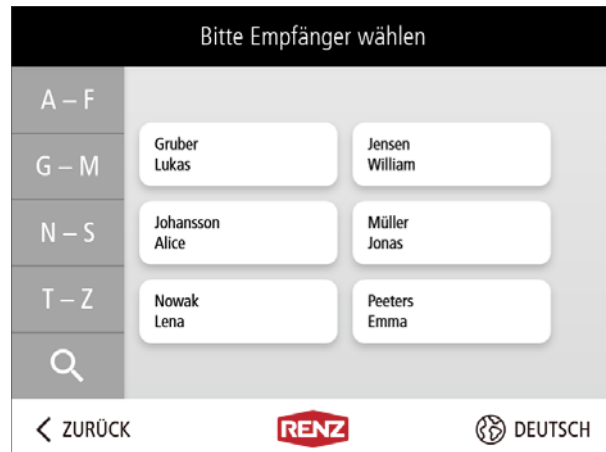 Bitte Empfänger wählen
A – F
G – M
N – S
T – Z
Gruber
Lukas
Jensen
William
Johansson
Alice
Müller
Jonas
Nowak
Lena
Peeters
Emma
ZURÜCK
RENZ
DEUTSCH